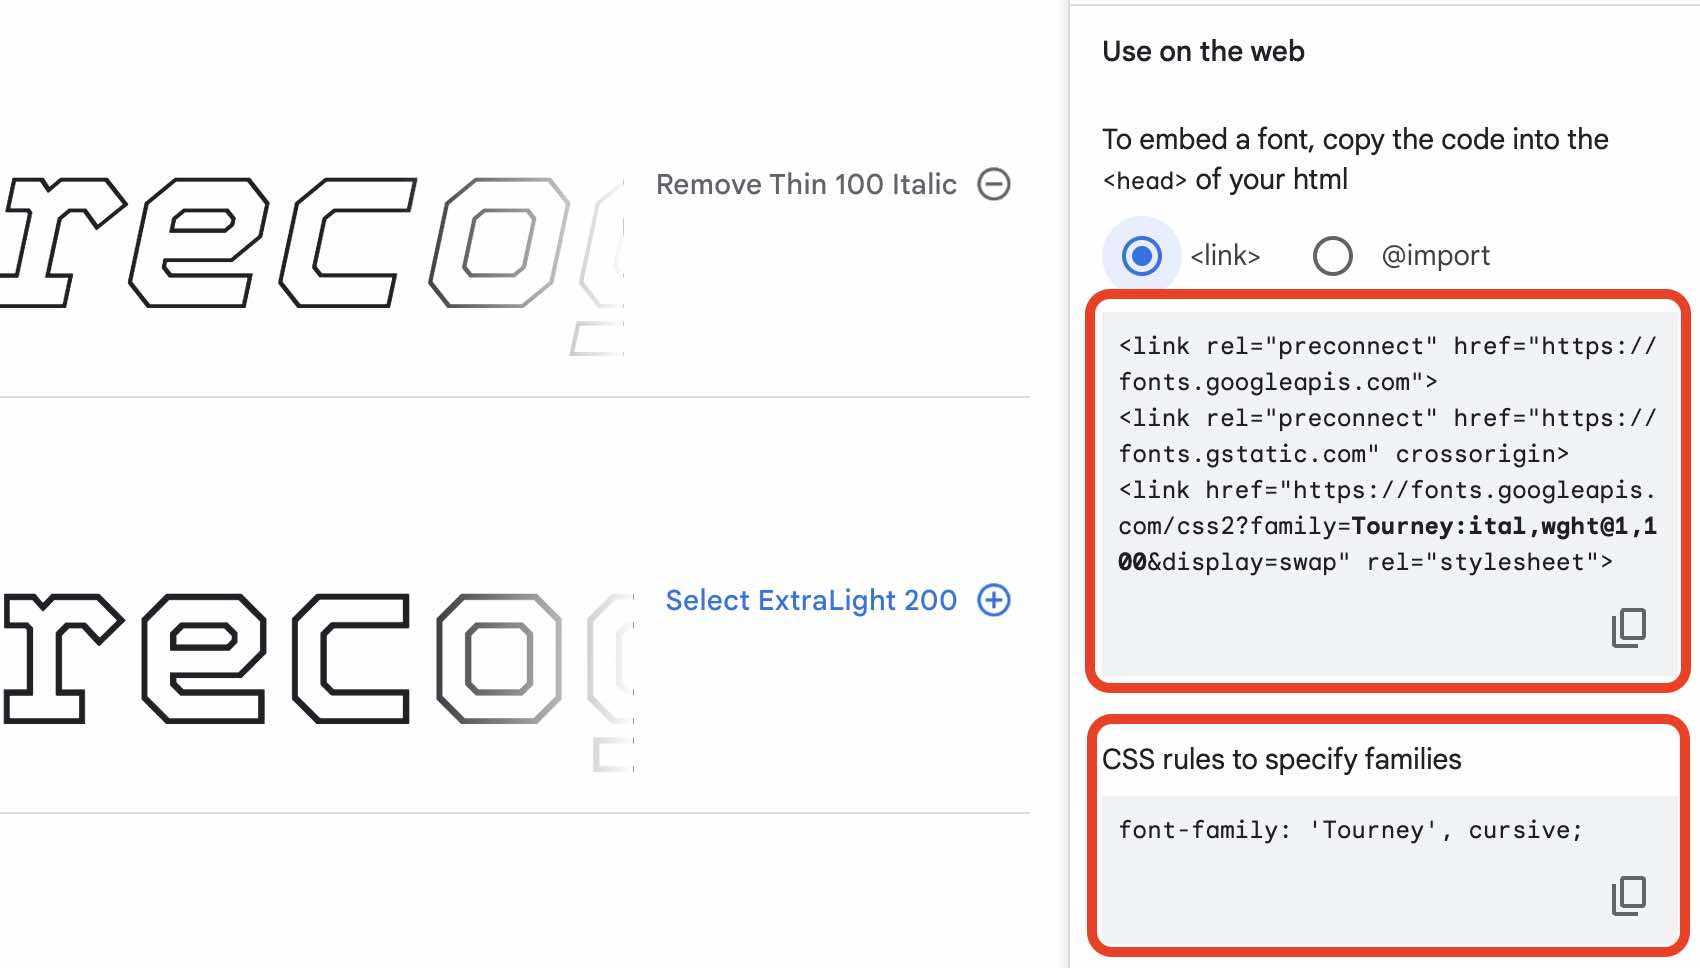 reco
Remove Thin 100 Italic
reco
Select ExtraLight 200
Use on the web
To embed a font, copy the code into the
<head> of your html
<link>
@import
<link rel="preconnect" href="https://
fonts.googleapis.com">
<link rel="preconnect" href="https://
fonts.gstatic.com" crossorigin>
<link href="https://fonts.googleapis.
com/css2?family=Tourney:ital,wght@1,1
00&display=swap" rel="stylesheet">
CSS rules to specify families
font-family: 'Tourney', cursive;